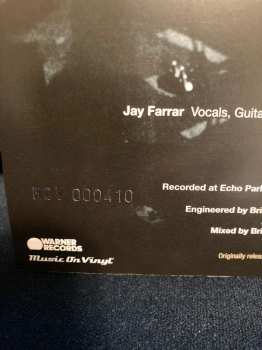 Jay Farrar Vocals, Guita
000410
Recorded at Echo Park
Engineered by Bri
Mixed by Bri
Originally relea
WARNER
RECORDS
Music On Vinyl